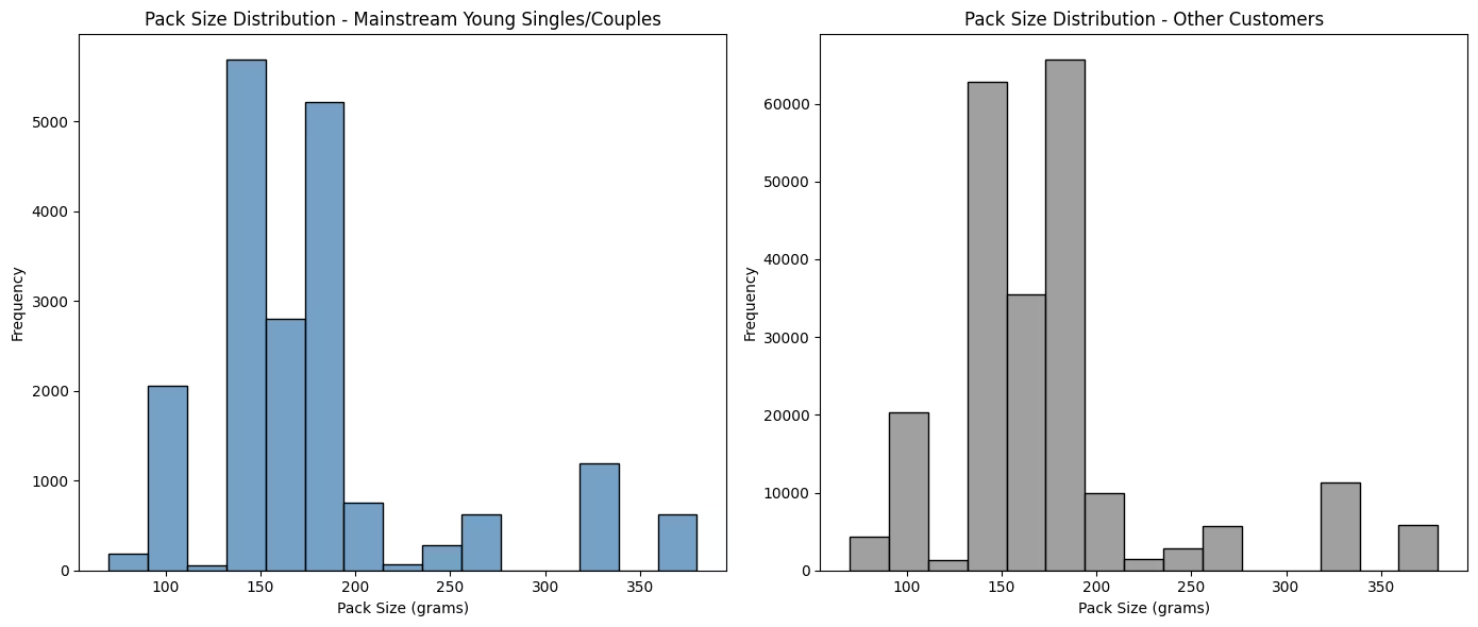 Pack Size Distribution - Mainstream Young Singles/Couples
Frequency
5000
4000
3000
2000
1000
0
100 150 200 250 300 350
Pack Size (grams)
Pack Size Distribution - Other Customers
Frequency
60000
50000
40000
30000
20000
10000
0
100 150 200 250 300 350
Pack Size (grams)